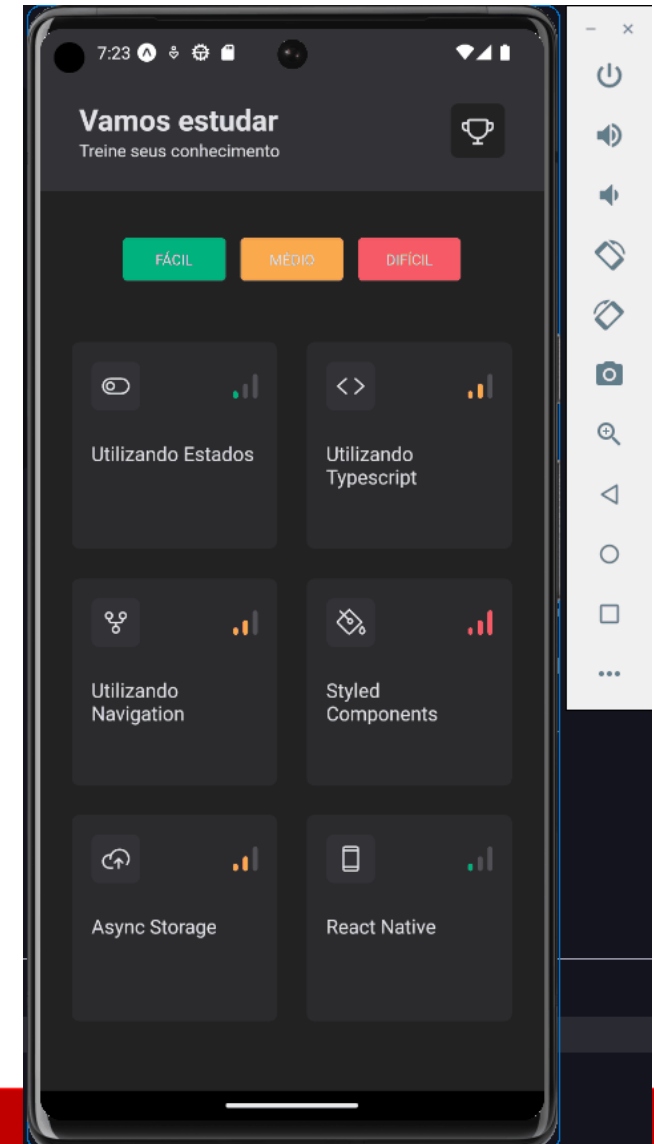 7:23
Vamos estudar
Treine seus conhecimento
FÁCIL
MÉDIO
DIFÍCIL
Utilizando Estados
Utilizando
Typescript
Utilizando
Navigation
Styled
Components
Async Storage
React Native